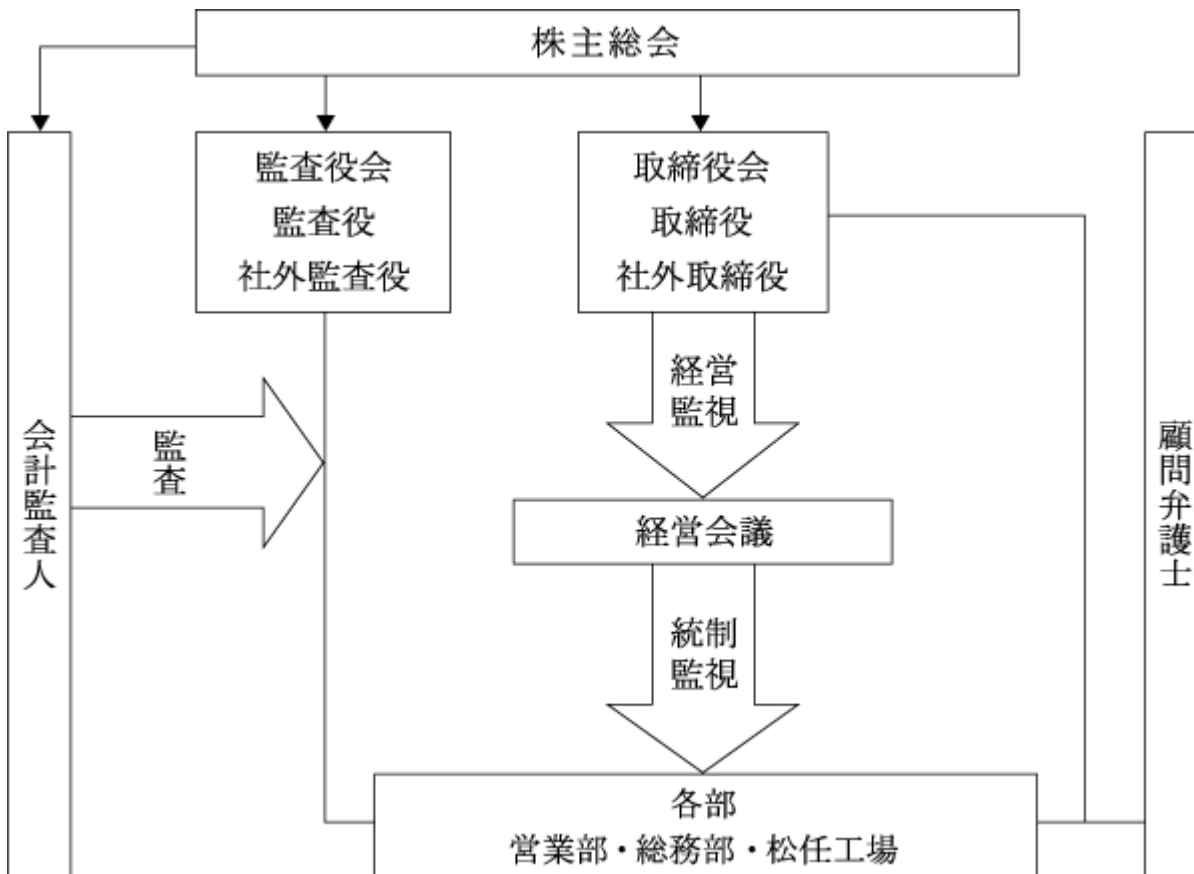 株主総会
監査役会
監査役
社外監査役
取締役会
取締役
社外取締役
経営
監視
会計監査人
監査
顧問弁護士
経営会議
統制
監視
各部
営業部・総務部・松任工場